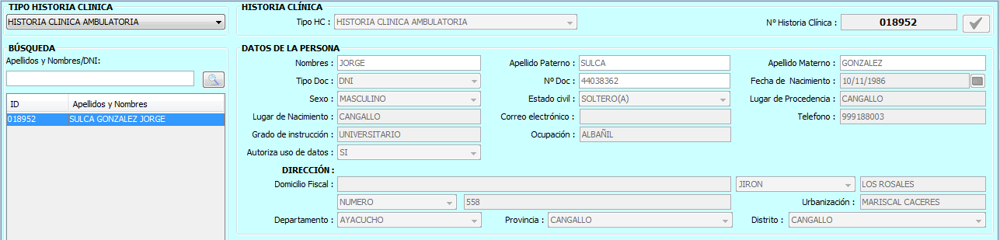 TIPO HISTORIA CLINICA
HISTORIA CLINICA AMBULATORIA
BÚSQUEDA
Apellidos y Nombres/DNI:
ID Apellidos y Nombres
018952 SULCA GONZALEZ JORGE
HISTORIA CLÍNICA
Tipo HC : HISTORIA CLINICA AMBULATORIA Nº Historia Clínica : 018952
DATOS DE LA PERSONA
Nombres : JORGE Apellido Paterno : SULCA Apellido Materno : GONZALEZ
Tipo Doc : DNI Nº Doc : 44038362 Fecha de Nacimiento : 10/11/1986
Sexo : MASCULINO Estado civil : SOLTERO(A) Lugar de Procedencia : CANGALLO
Lugar de Nacimiento : CANGALLO Correo electrónico : Telefono : 999188003
Grado de instrucción : UNIVERSITARIO Ocupación : ALBAÑIL
Autoriza uso de datos : SI
DIRECCIÓN :
Domicilio Fiscal : JIRON LOS ROSALES
NUMERO 558 Urbanización : MARISCAL CACERES
Departamento : AYACUCHO Provincia : CANGALLO Distrito : CANGALLO